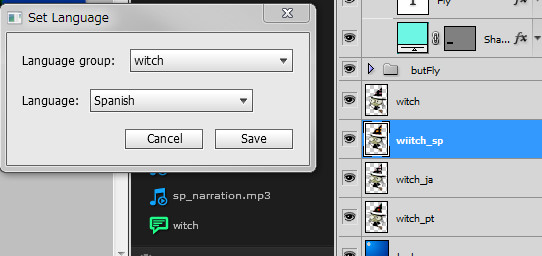 Set Language
Language group: witch
Language: Spanish
Cancel Save
sp_narration.mp3
witch
Fly
T
Sha... fx
butFly
witch
wiitch_sp
witch_ja
witch_pt